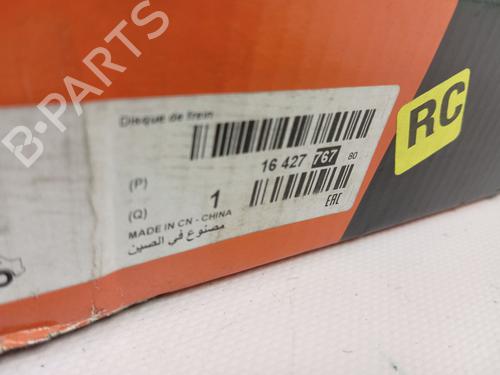 Disque de frein
16 427 767 80
(P)
(Q) 1
MADE IN CN - CHINA
مصنوع في الصين
EAC
RC
B-PARTS